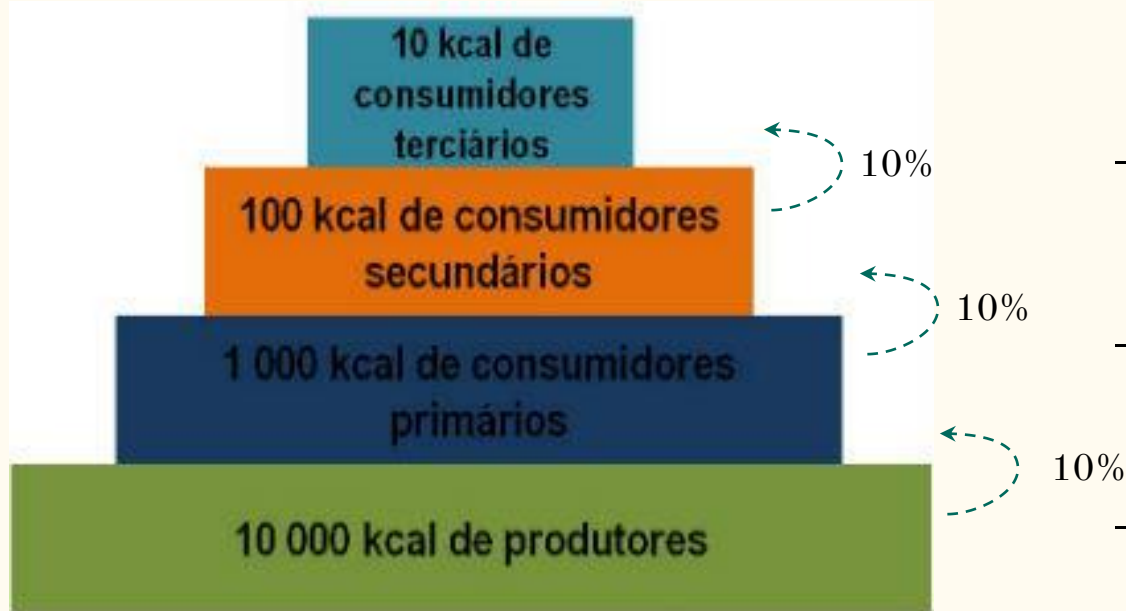 10 kcal de
consumidores
terciários
10%
100 kcal de consumidores
secundários
10%
1 000 kcal de consumidores
primários
10%
10 000 kcal de produtores